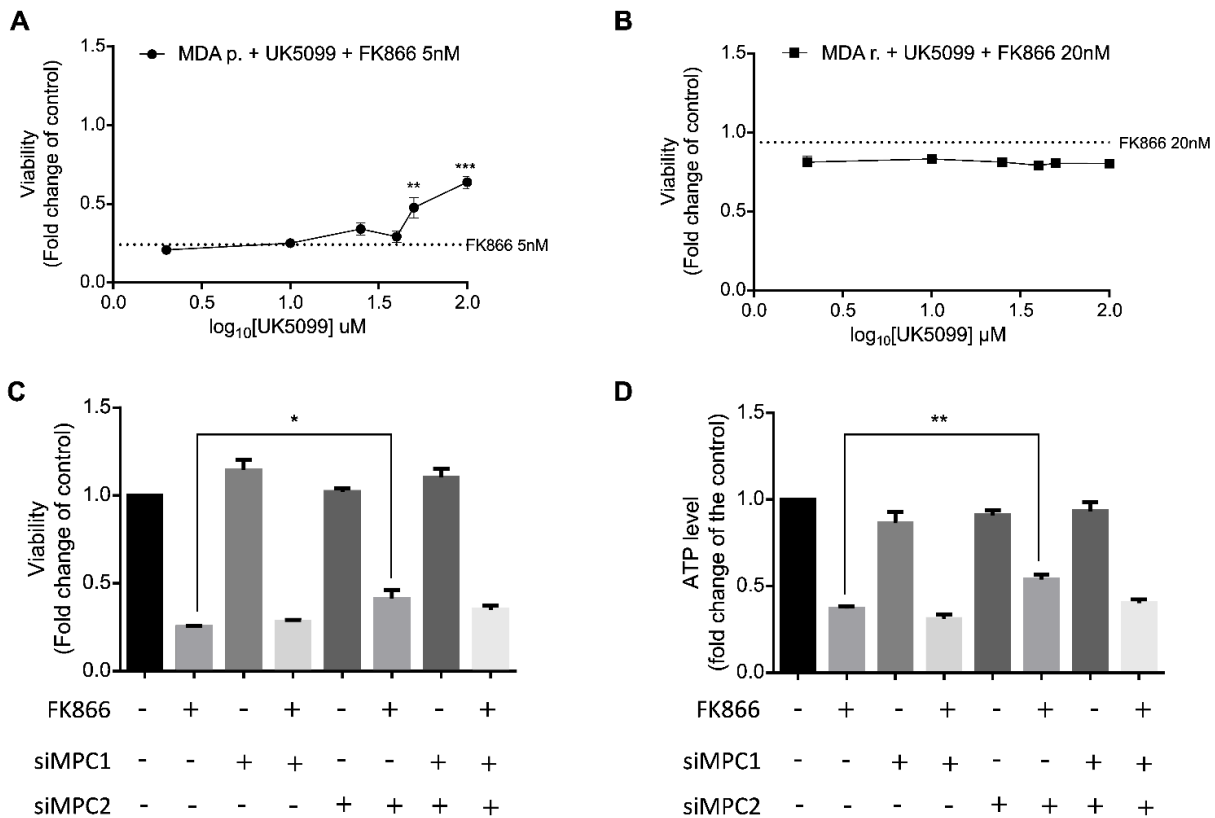 A
1.5
MDA p. + UK5099 + FK866 5nM
Viability
(Fold change of control)
1.0
***
**
0.5
FK866 5nM
0.0
0.0 0.5 1.0 1.5 2.0
log10[UK5099] uM
B
1.5
MDA r. + UK5099 + FK866 20nM
Viability
(Fold change of control)
1.0
FK866 20nM
0.5
0.0
0.0 0.5 1.0 1.5 2.0
log10[UK5099] µM
C
1.5
*
Viability
(Fold change of control)
1.0
0.5
0.0
FK866 - + - + - + - +
siMPC1 - - + + - - + +
siMPC2 - - - - + + + +
D
1.5
**
ATP level
(fold change of the control)
1.0
0.5
0.0
FK866 - + - + - + - +
siMPC1 - - + + - - + +
siMPC2 - - - - + + + +